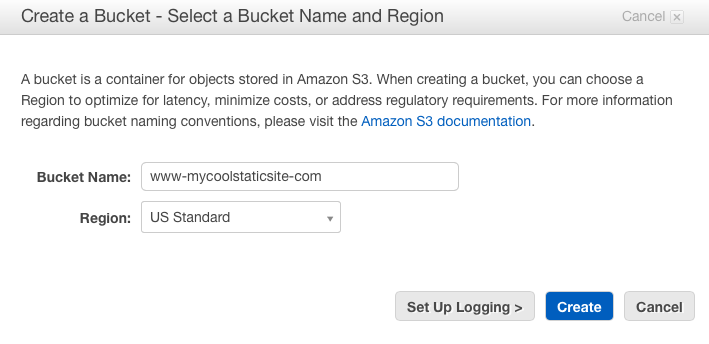 Create a Bucket - Select a Bucket Name and Region
Cancel x
A bucket is a container for objects stored in Amazon S3. When creating a bucket, you can choose a
Region to optimize for latency, minimize costs, or address regulatory requirements. For more information
regarding bucket naming conventions, please visit the Amazon S3 documentation.
Bucket Name: www-mycoolstaticsite-com
Region: US Standard
Set Up Logging > Create Cancel